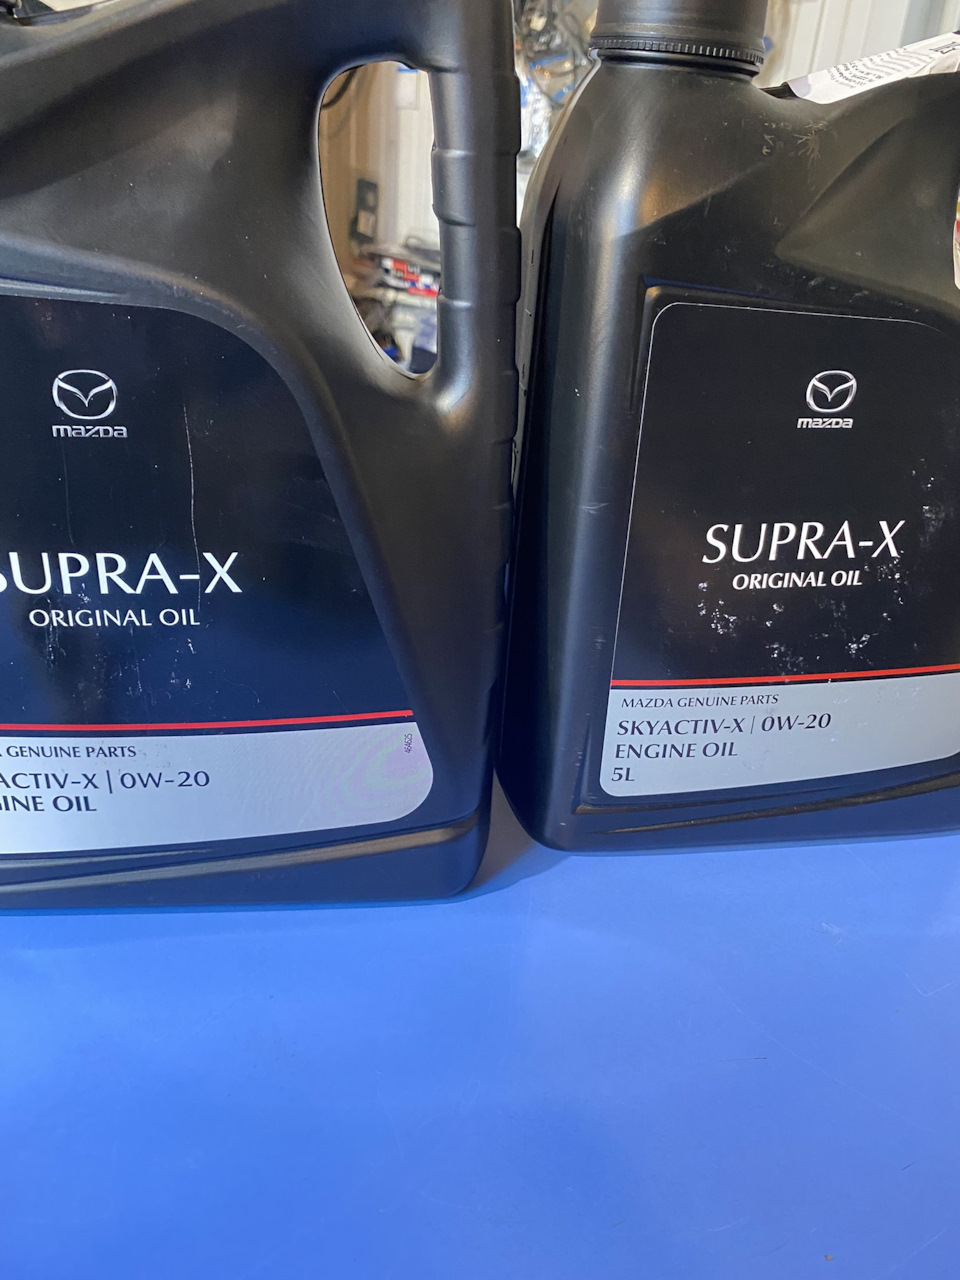 mazda
SUPRA-X
ORIGINAL OIL
GENUINE PARTS
ACTIV-X | 0W-20
INE OIL
mazda
SUPRA-X
ORIGINAL OIL
MAZDA GENUINE PARTS
SKYACTIV-X | 0W-20
ENGINE OIL
5L